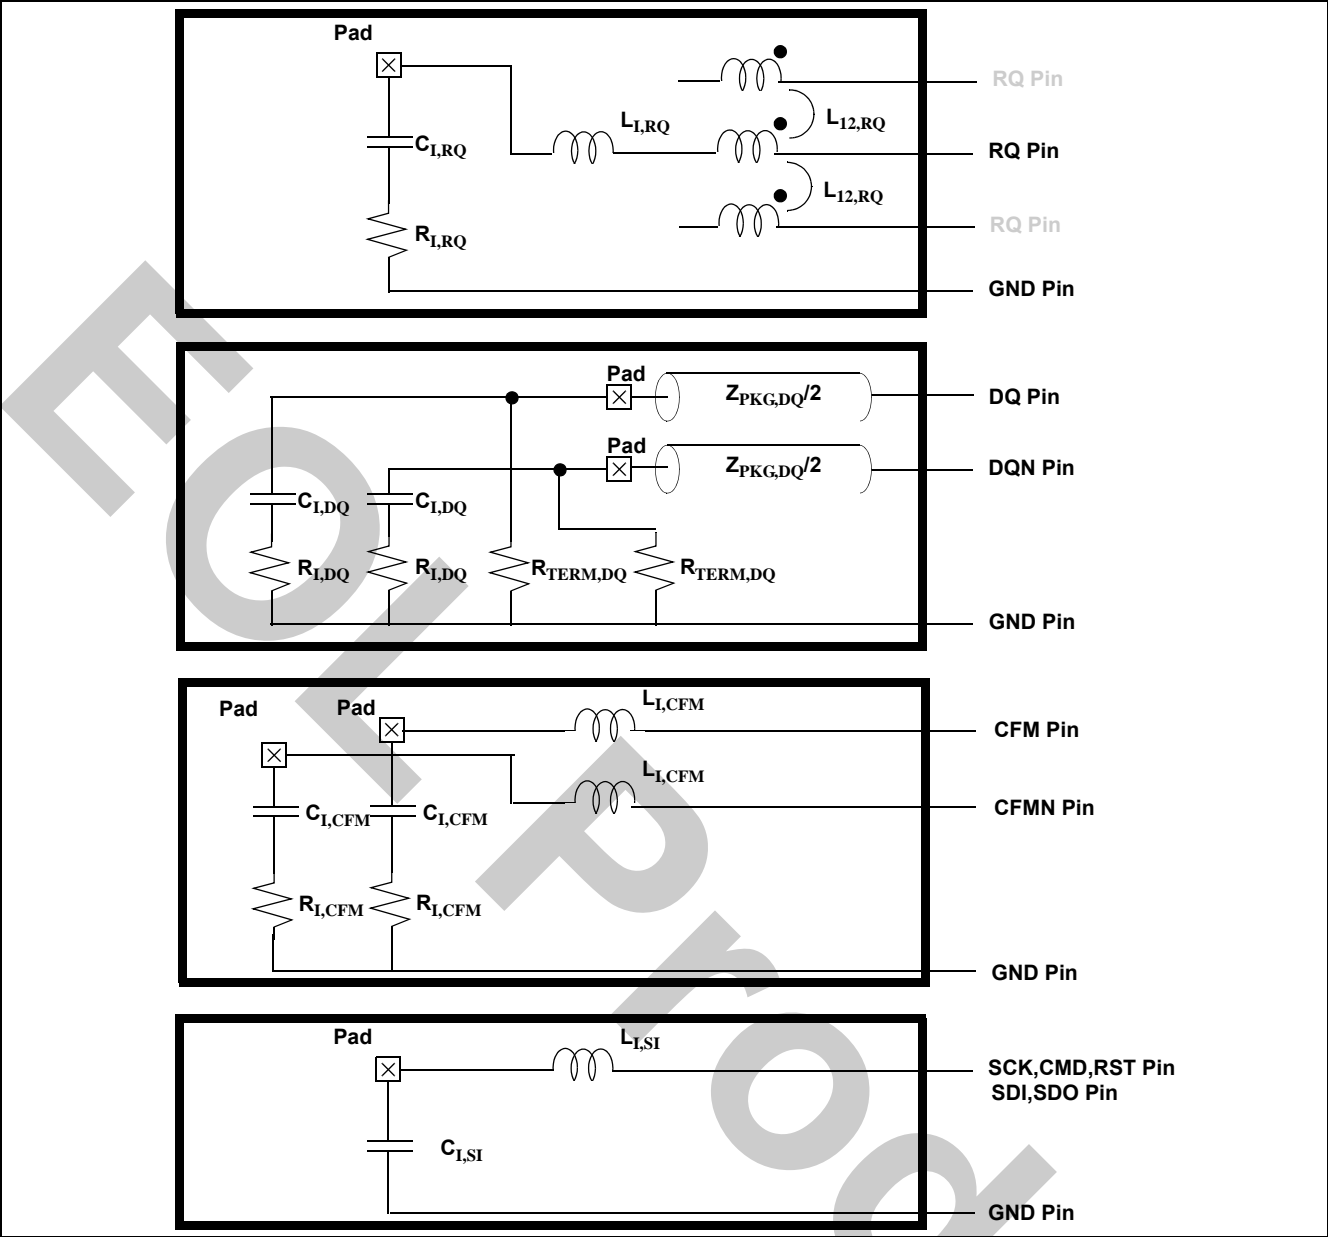 Pad
RQ Pin
L12,RQ
LI,RQ
CI,RQ
RQ Pin
L12,RQ
RI,RQ
RQ Pin
GND Pin
Pad
ZPKG,DQ/2
DQ Pin
Pad
ZPKG,DQ/2
DQN Pin
CI,DQ
CI,DQ
RI,DQ
RI,DQ
RTERM,DQ
RTERM,DQ
GND Pin
Pad
Pad
LI,CFM
CFM Pin
LI,CFM
CFMN Pin
CI,CFM
CI,CFM
RI,CFM
RI,CFM
GND Pin
Pad
LI,SI
SCK,CMD,RST Pin
SDI,SDO Pin
CI,SI
GND Pin
EOL Prod